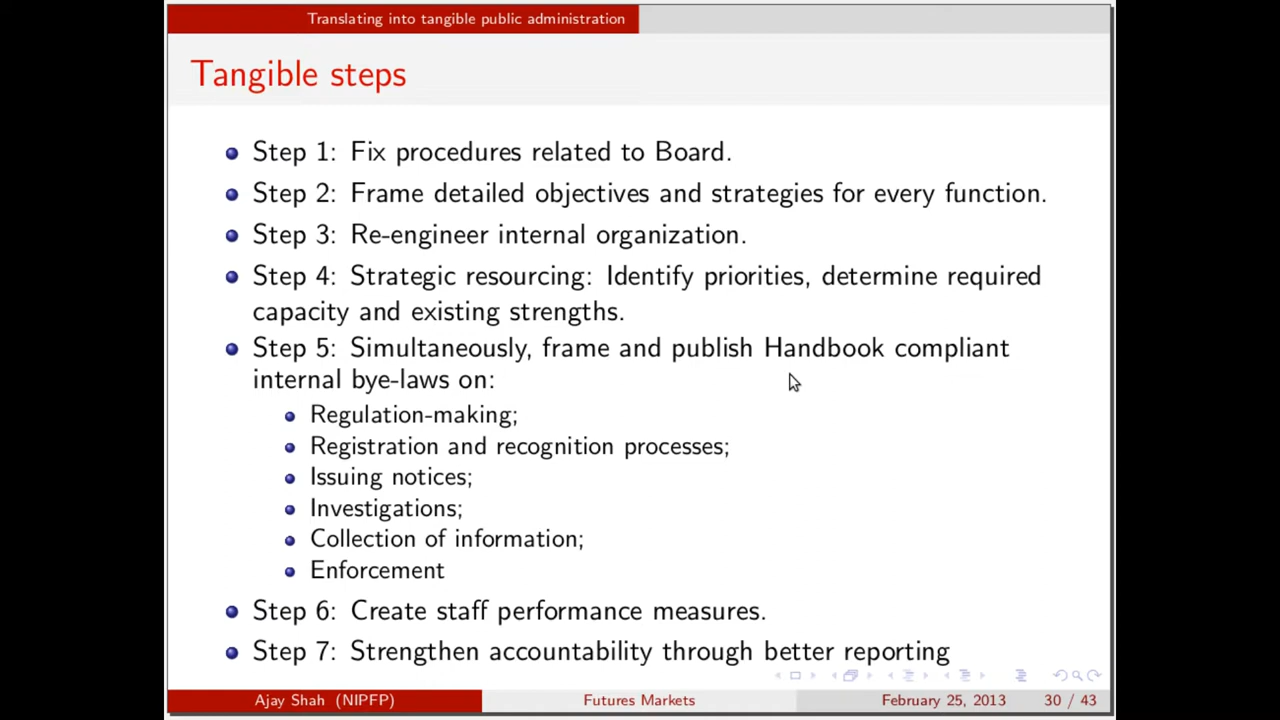 Translating into tangible public administration
Tangible steps
Step 1: Fix procedures related to Board.
Step 2: Frame detailed objectives and strategies for every function.
Step 3: Re-engineer internal organization.
Step 4: Strategic resourcing: Identify priorities, determine required
capacity and existing strengths.
Step 5: Simultaneously, frame and publish Handbook compliant
internal bye-laws on:
Regulation-making;
Registration and recognition processes;
Issuing notices;
Investigations;
Collection of information;
Enforcement
Step 6: Create staff performance measures.
Step 7: Strengthen accountability through better reporting
Ajay Shah (NIPFP) Futures Markets February 25, 2013 30 / 43